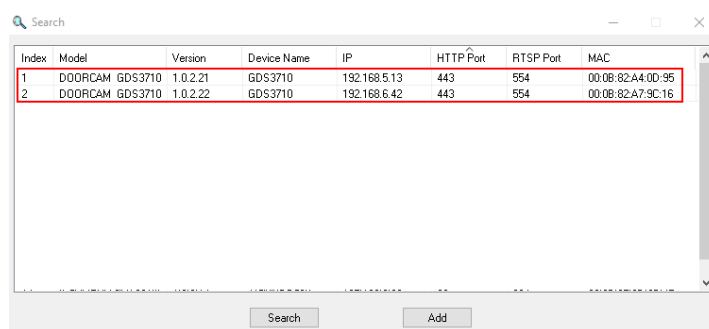 Search
Index Model Version Device Name IP HTTP Port RTSP Port MAC
1 DOORCAM GDS3710 1.0.2.21 GDS3710 192.168.5.13 443 554 00:0B:82:A4:0D:95
2 DOORCAM GDS3710 1.0.2.22 GDS3710 192.168.6.42 443 554 00:0B:82:A7:9C:16
Search Add